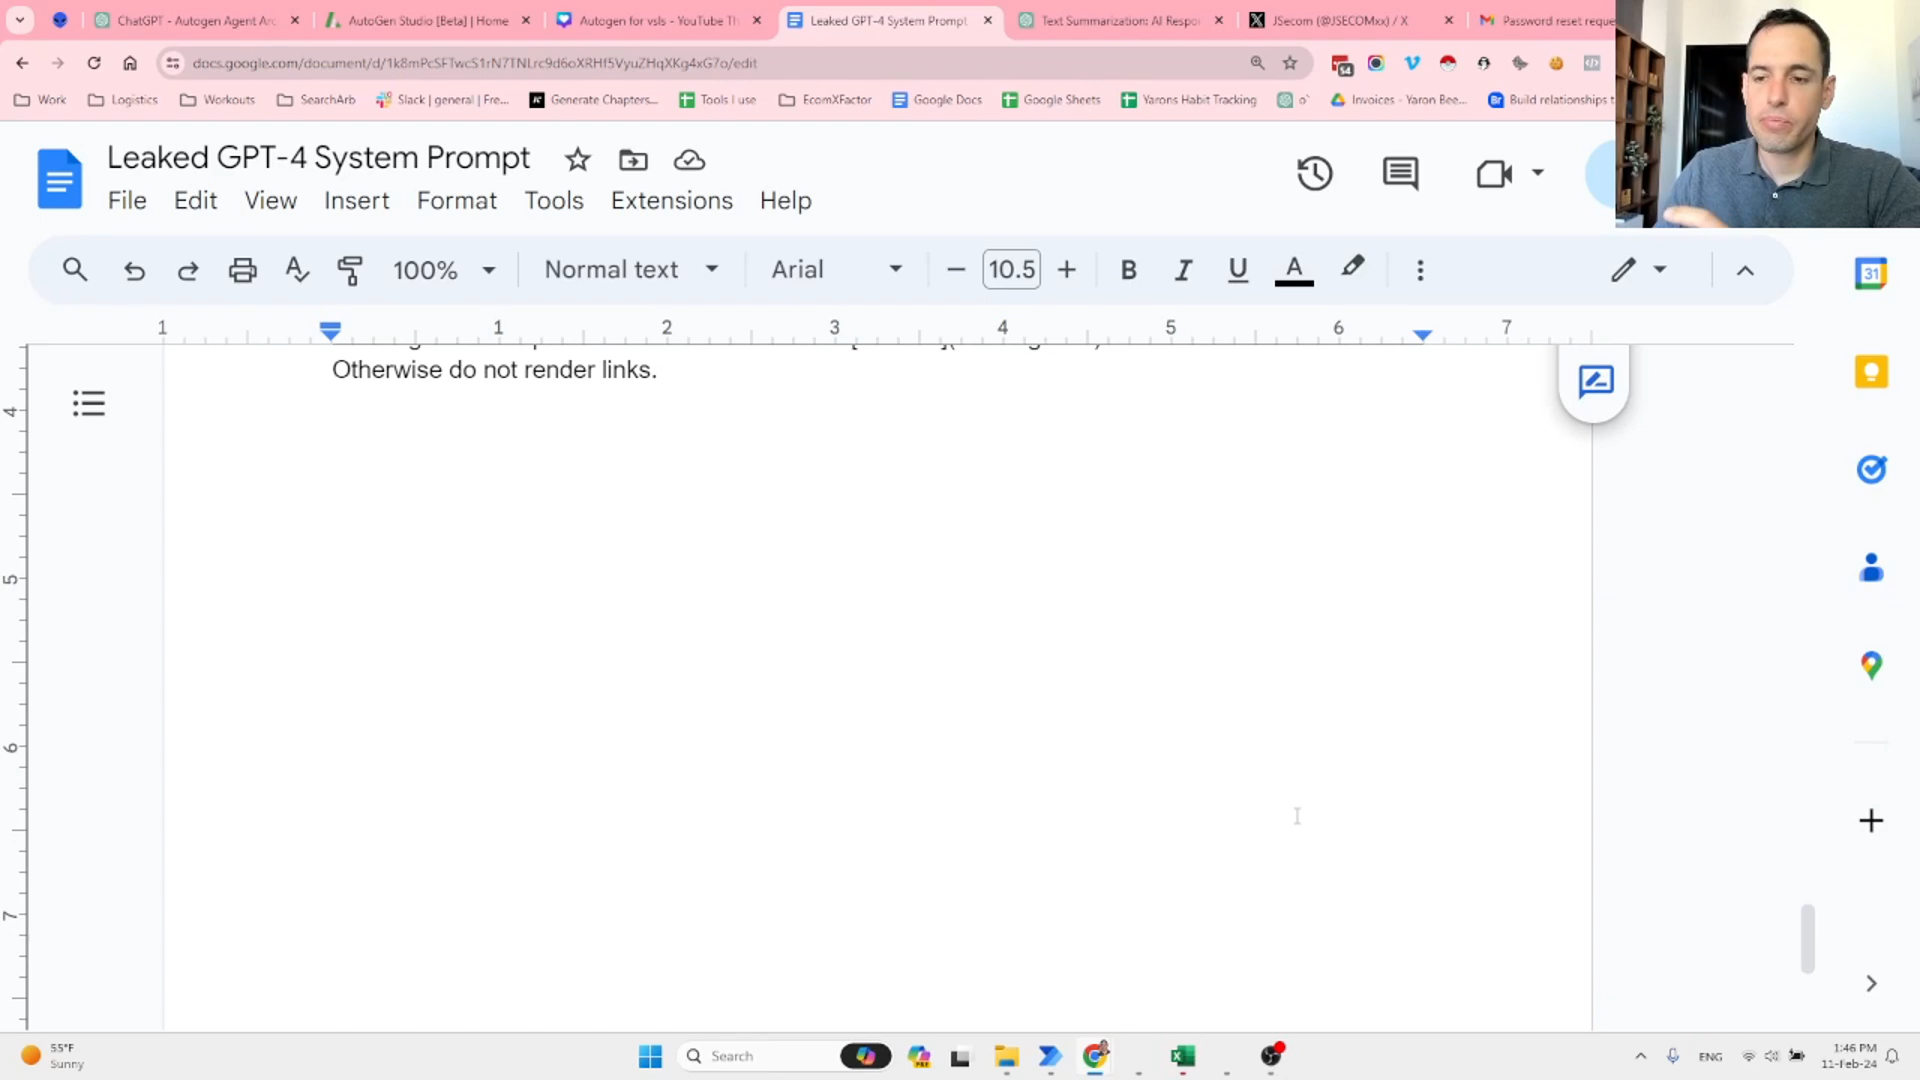 ChatGPT - Autogen Agent Arc
AutoGen Studio [Beta] | Home
Autogen for vsls - YouTube Th
Leaked GPT-4 System Prompt
Text Summarization: AI Respo
JSecom (@JSECOMxx) / X
Password reset reque
docs.google.com/document/d/1k8mPcSFTwcS1rN7TNLrc9d6oXRHf5VyuZHqXKg4xG7o/edit
Work
Logistics
Workouts
SearchArb
Slack | general | Fre...
Generate Chapters...
Tools I use
EcomXFactor
Google Docs
Google Sheets
Yarons Habit Tracking
o`
Invoices - Yaron Bee...
Build relationships t
Leaked GPT-4 System Prompt
File Edit View Insert Format Tools Extensions Help
100% Normal text Arial 10.5 B I U A
1 1 2 3 4 5 6 7
Otherwise do not render links.
4
5
6
7
31
55°F
Sunny
Search
ENG
1:46 PM
11-Feb-24